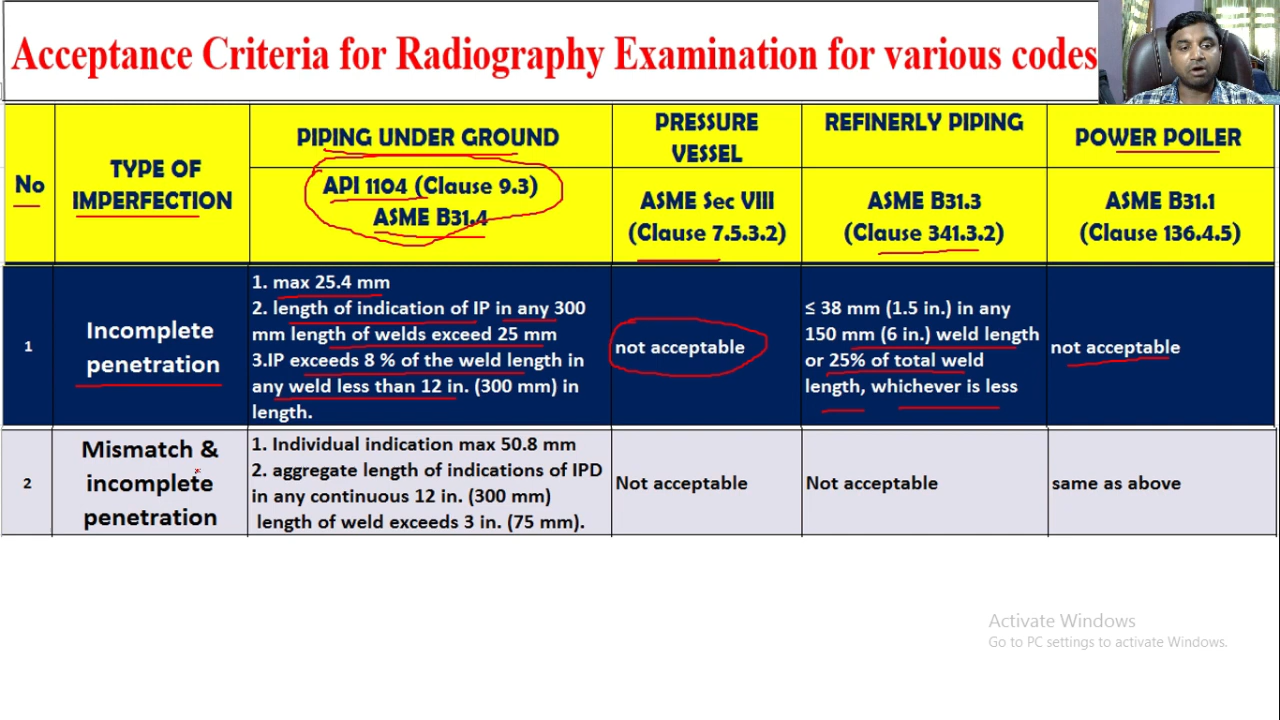 Acceptance Criteria for Radiography Examination for various codes
No
TYPE OF
IMPERFECTION
PIPING UNDER GROUND
PRESSURE
VESSEL
REFINERLY PIPING
POWER POILER
API 1104 (Clause 9.3)
ASME B31.4
ASME Sec VIII
(Clause 7.5.3.2)
ASME B31.3
(Clause 341.3.2)
ASME B31.1
(Clause 136.4.5)
1
Incomplete
penetration
1. max 25.4 mm
2. length of indication of IP in any 300
mm length of welds exceed 25 mm
3.IP exceeds 8 % of the weld length in
any weld less than 12 in. (300 mm) in
length.
not acceptable
≤ 38 mm (1.5 in.) in any
150 mm (6 in.) weld length
or 25% of total weld
length, whichever is less
not acceptable
2
Mismatch &
incomplete
penetration
1. Individual indication max 50.8 mm
2. aggregate length of indications of IPD
in any continuous 12 in. (300 mm)
length of weld exceeds 3 in. (75 mm).
Not acceptable
Not acceptable
same as above
Activate Windows
Go to PC settings to activate Windows.